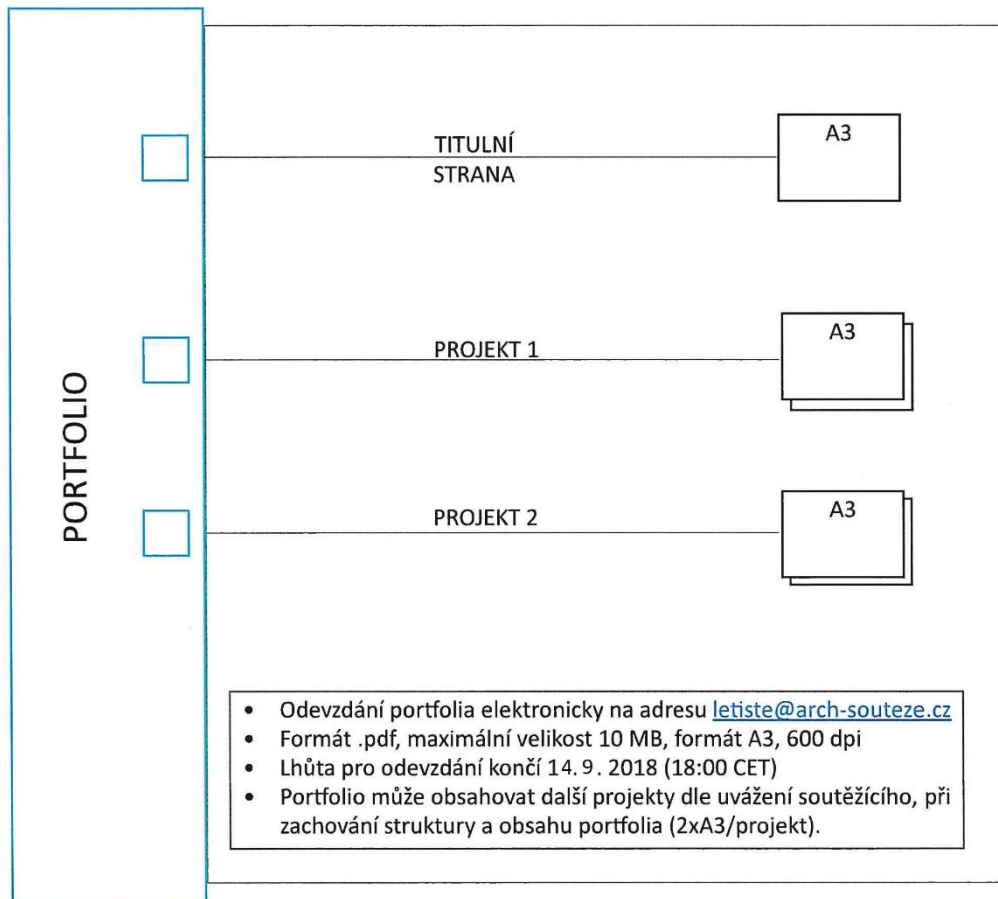 PORTFOLIO
TITULNÍ
STRANA
A3
PROJEKT 1
A3
PROJEKT 2
A3
• Odevzdání portfolia elektronicky na adresu letiste@arch-souteze.cz
• Formát .pdf, maximální velikost 10 MB, formát A3, 600 dpi
• Lhůta pro odevzdání končí 14.9. 2018 (18:00 CET)
• Portfolio může obsahovat další projekty dle uvážení soutěžícího, při
zachování struktury a obsahu portfolia (2xA3/projekt).